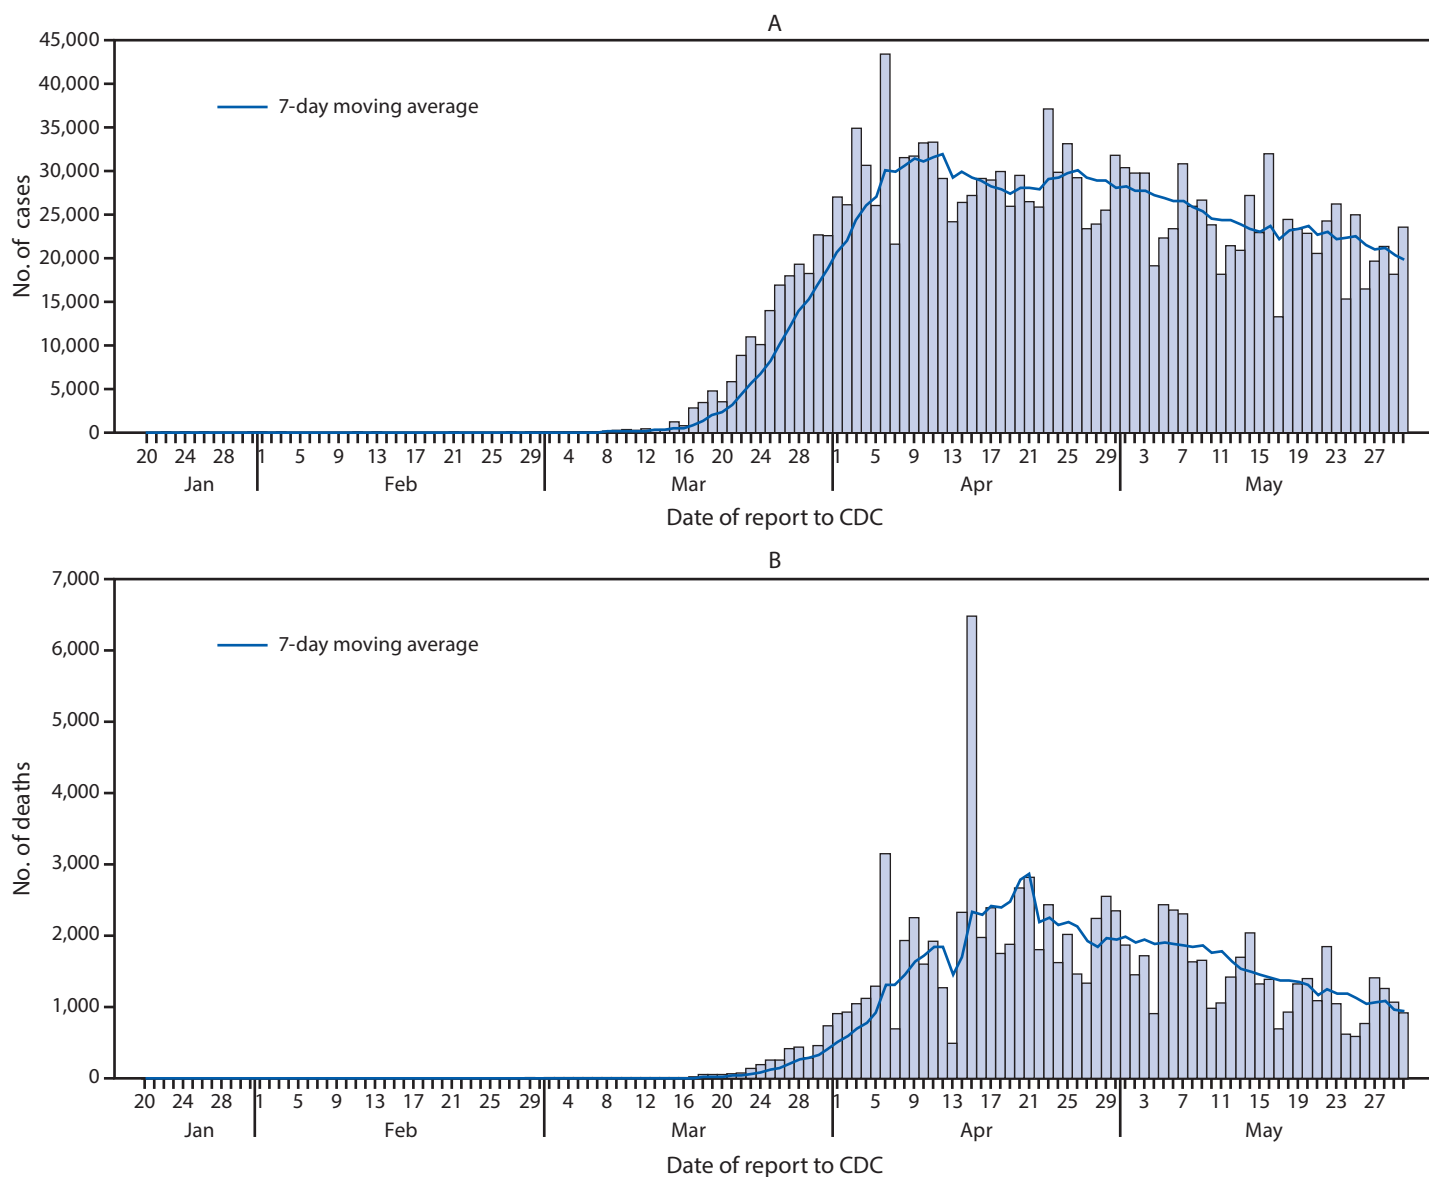 A
45,000
40,000
35,000
30,000
25,000
20,000
15,000
10,000
5,000
0
No. of cases
7-day moving average
20 24 28 1 5 9 13 17 21 25 29 4 8 12 16 20 24 28 1 5 9 13 17 21 25 29 3 7 11 15 19 23 27
Jan Feb Mar Apr May
Date of report to CDC
B
7,000
6,000
5,000
4,000
3,000
2,000
1,000
0
No. of deaths
7-day moving average
20 24 28 1 5 9 13 17 21 25 29 4 8 12 16 20 24 28 1 5 9 13 17 21 25 29 3 7 11 15 19 23 27
Jan Feb Mar Apr May
Date of report to CDC